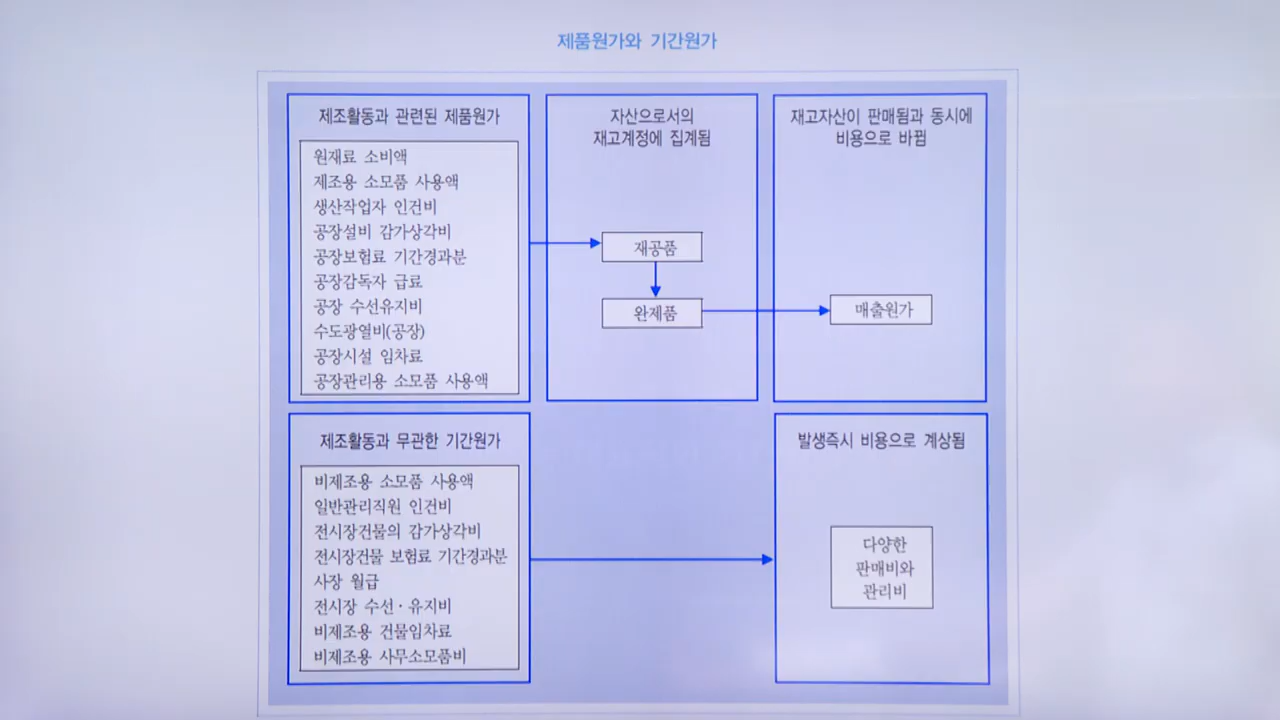 제품원가와 기간원가
제조활동과 관련된 제품원가
원재료 소비액
제조용 소모품 사용액
생산작업자 인건비
공장설비 감가상각비
공장보험료 기간경과분
공장감독자 급료
공장 수선유지비
수도광열비(공장)
공장시설 임차료
공장관리용 소모품 사용액
자산으로서의
재고계정에 집계됨
재공품
완제품
재고자산이 판매됨과 동시에
비용으로 바뀜
매출원가
제조활동과 무관한 기간원가
비제조용 소모품 사용액
일반관리직원 인건비
전시장건물의 감가상각비
전시장건물 보험료 기간경과분
사장 월급
전시장 수선·유지비
비제조용 건물임차료
비제조용 사무소모품비
발생즉시 비용으로 계상됨
다양한
판매비와
관리비